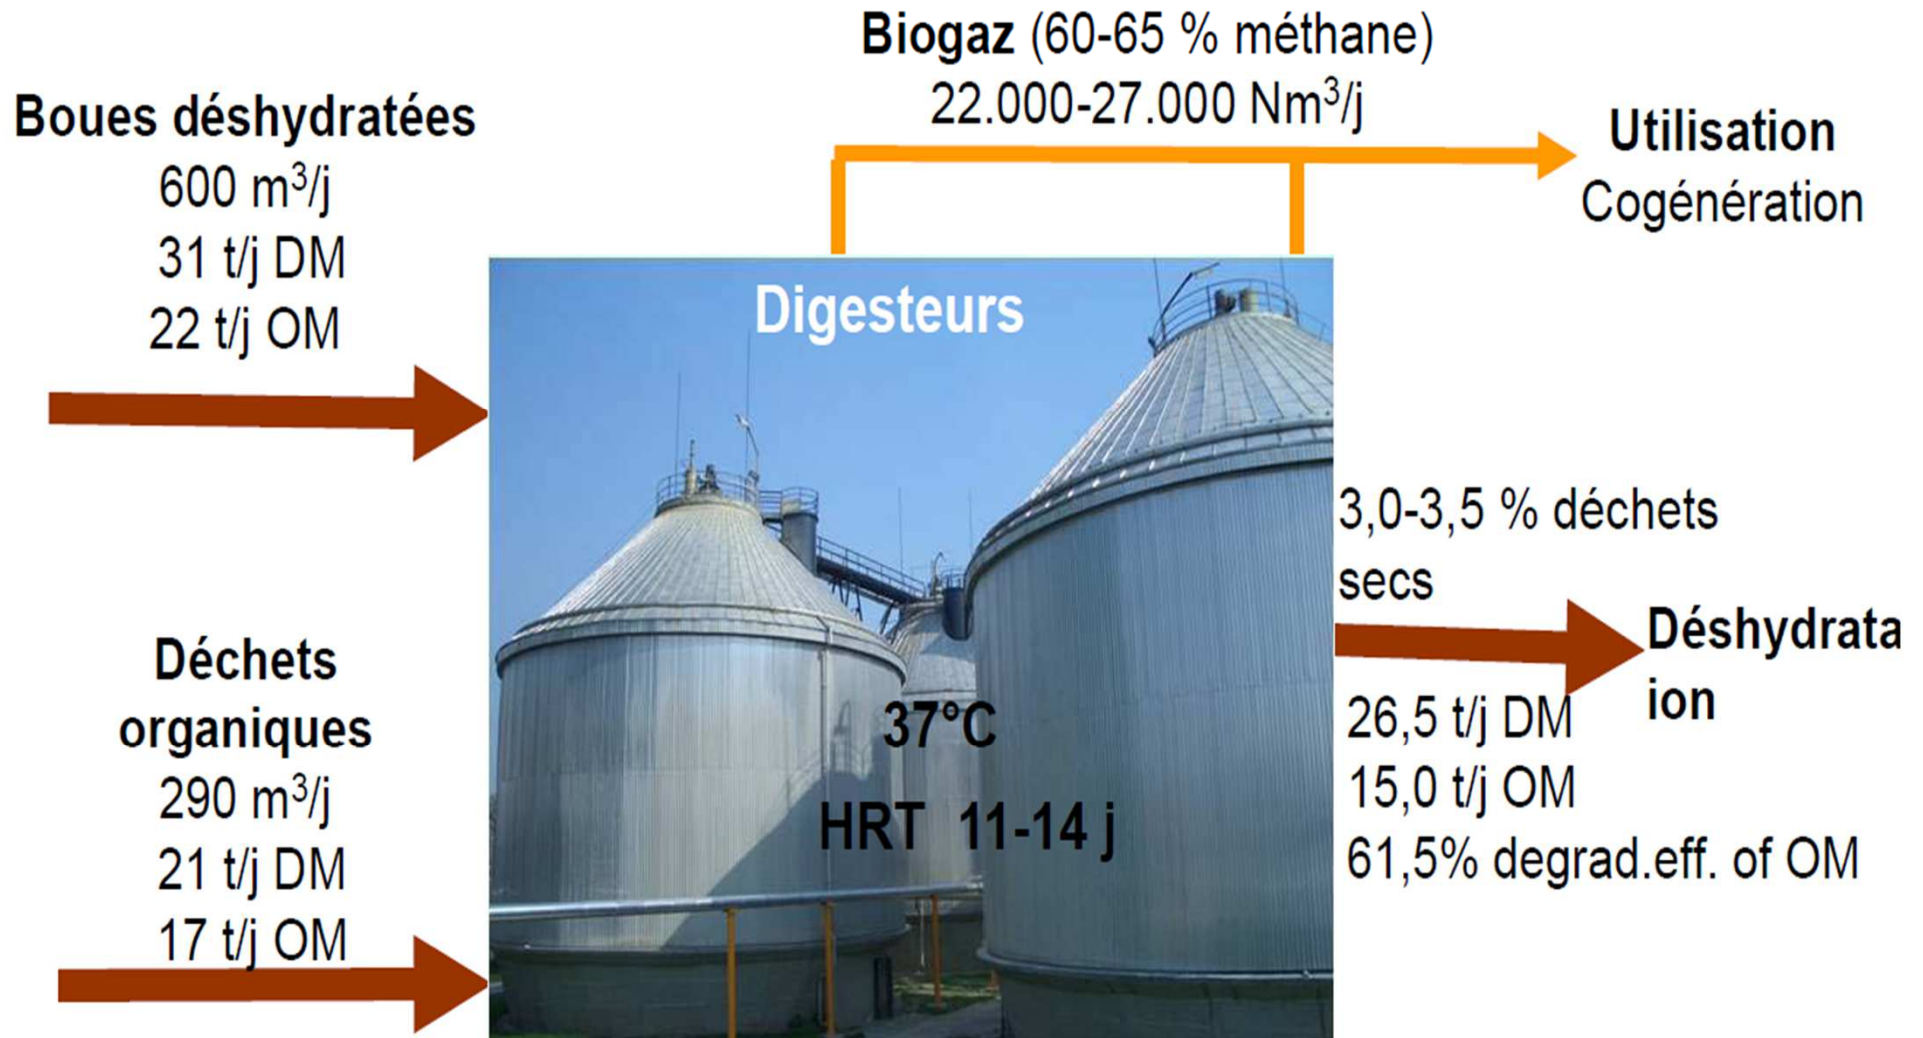 Biogaz (60-65 % méthane)
22.000-27.000 Nm³/j
Boues déshydratées
600 m³/j
31 t/j DM
22 t/j OM
Utilisation
Cogénération
Digesteurs
37°C
HRT 11-14 j
Déchets
organiques
290 m³/j
21 t/j DM
17 t/j OM
3,0-3,5 % déchets
secs
Déshydrata
ion
26,5 t/j DM
15,0 t/j OM
61,5% degrad.eff. of OM